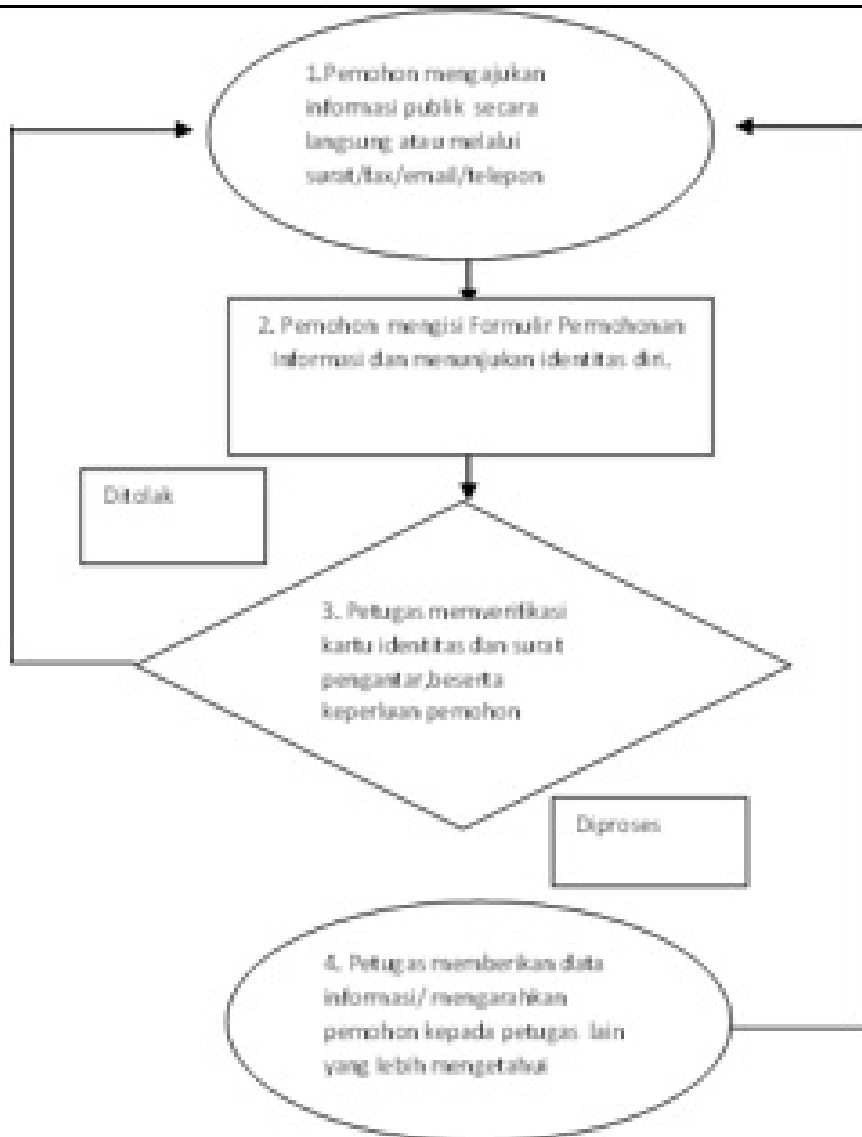 1.Pemohon mengajukan
informasi publik secara
langsung atau melalui
surat/fax/email/telepon
2. Pemohon mengisi Formulir Permohonan
Informasi dan menunjukan identitas diri.
Ditolak
3. Petugas memverifikasi
kartu identitas dan surat
pengantar,beserta
keperluan pemohon
Diproses
4. Petugas memberikan data
informasi/ mengarahkan
pemohon kepada petugas lain
yang lebih mengetahui